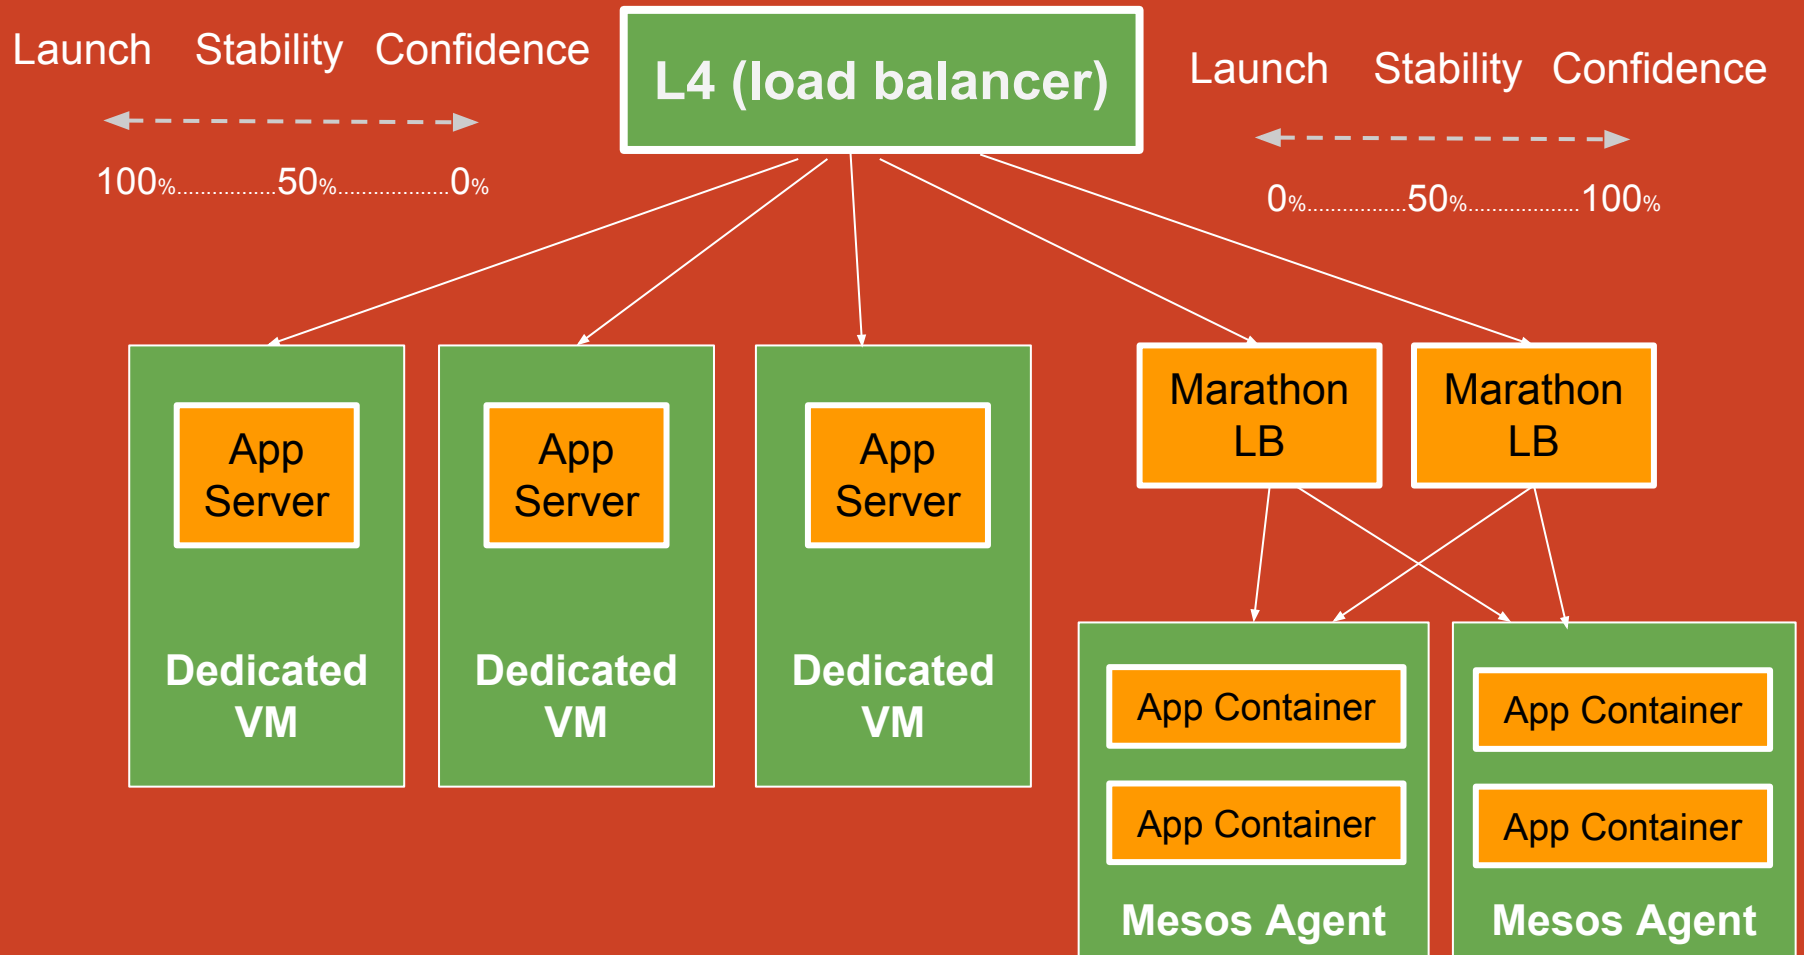 Launch Stability Confidence
100%.................50%...................0%
L4 (load balancer)
Launch Stability Confidence
0%.................50%...................100%
App
Server
Dedicated
VM
App
Server
Dedicated
VM
App
Server
Dedicated
VM
Marathon
LB
Marathon
LB
App Container
App Container
Mesos Agent
App Container
App Container
Mesos Agent